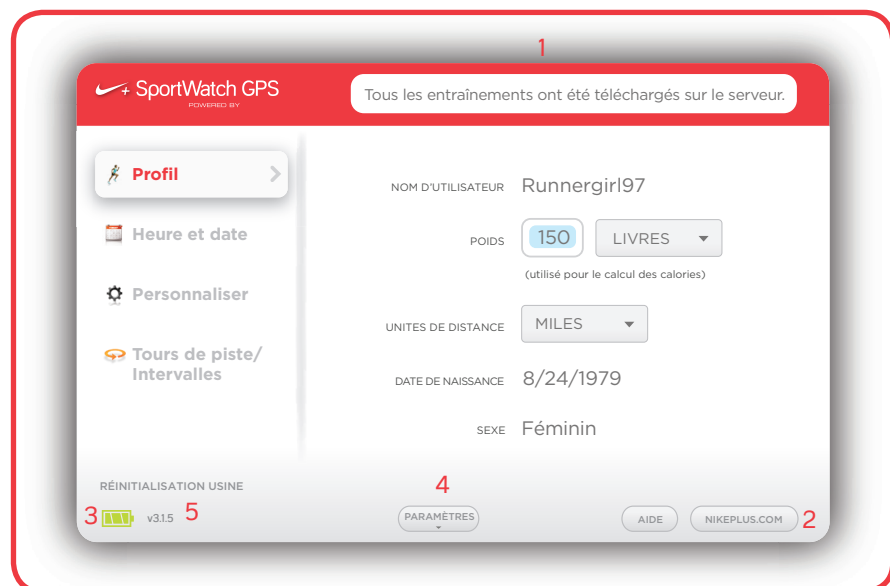 1
SportWatch GPS
POWERED BY
Tous les entraînements ont été téléchargés sur le serveur.
Profil
Heure et date
Personnaliser
Tours de piste/
Intervalles
NOM D'UTILISATEUR Runnergirl97
POIDS 150 LIVRES
(utilisé pour le calcul des calories)
UNITES DE DISTANCE MILES
DATE DE NAISSANCE 8/24/1979
SEXE Féminin
RÉINITIALISATION USINE
3 v3.1.5 5
4
PARAMÈTRES
AIDE
NIKEPLUS.COM 2